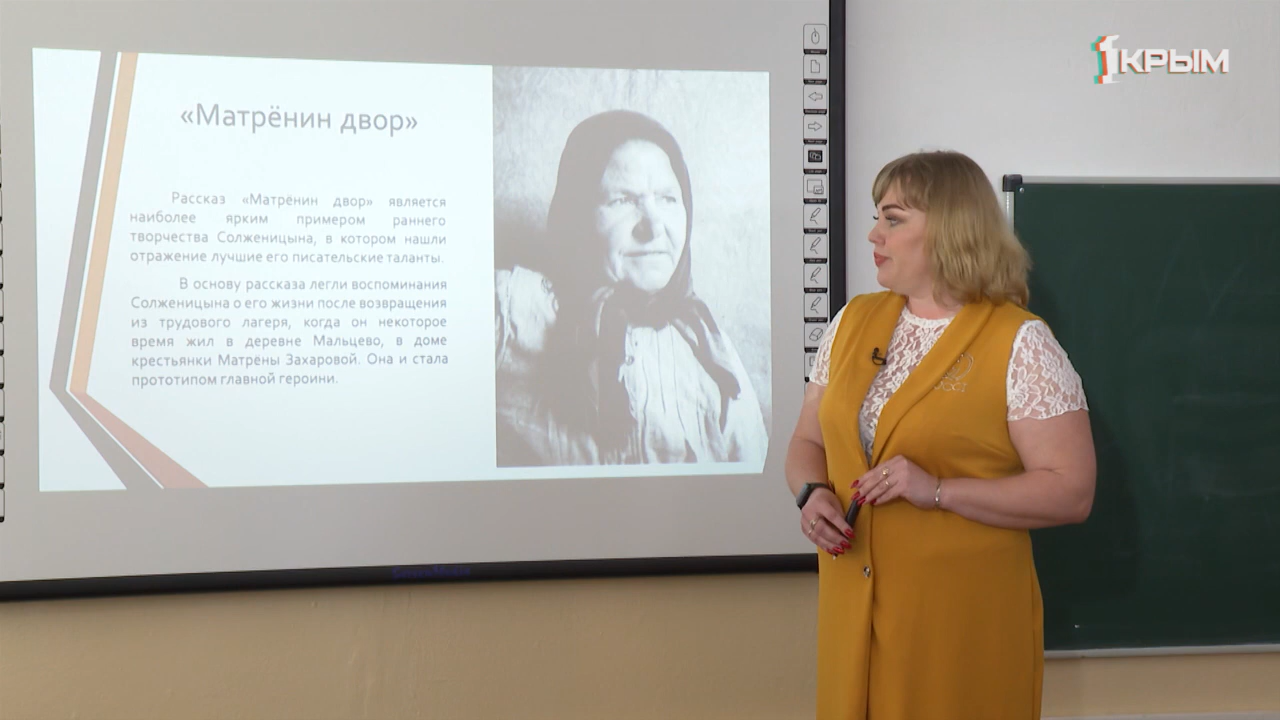 1КРЫМ
«Матрёнин двор»
Рассказ «Матрёнин двор» является
наиболее ярким примером раннего
творчества Солженицына, в котором нашли
отражение лучшие его писательские таланты.
В основу рассказа легли воспоминания
Солженицына о его жизни после возвращения
из трудового лагеря, когда он некоторое
время жил в деревне Мальцево, в доме
крестьянки Матрёны Захаровой. Она и стала
прототипом главной героини.